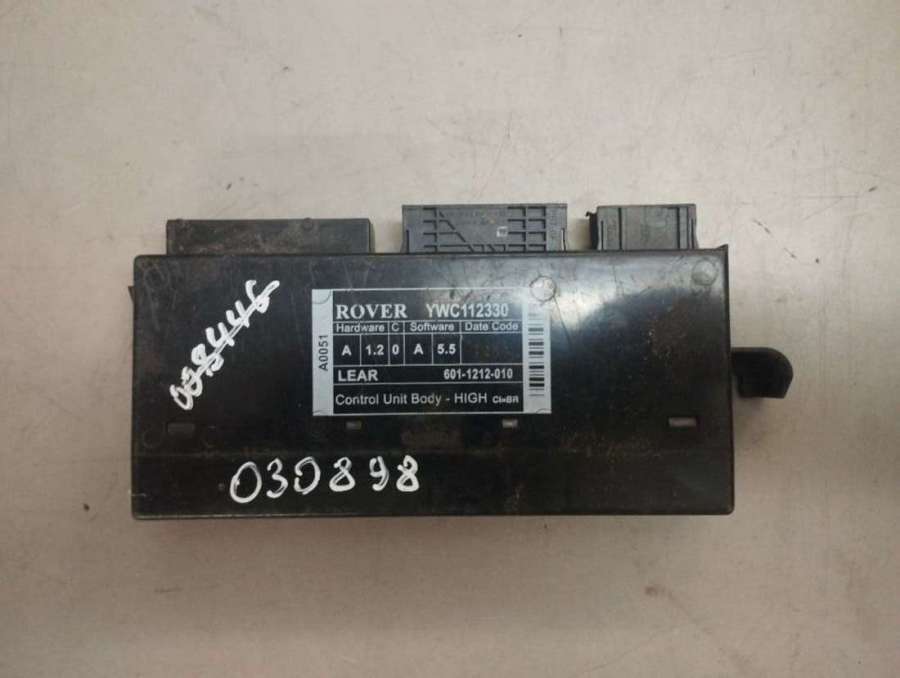 ROVER YWC112330
Hardware C Software Date Code
A 1.2 0 A 5.5
LEAR 601-1212-010
Control Unit Body - HIGH
A0051
030898